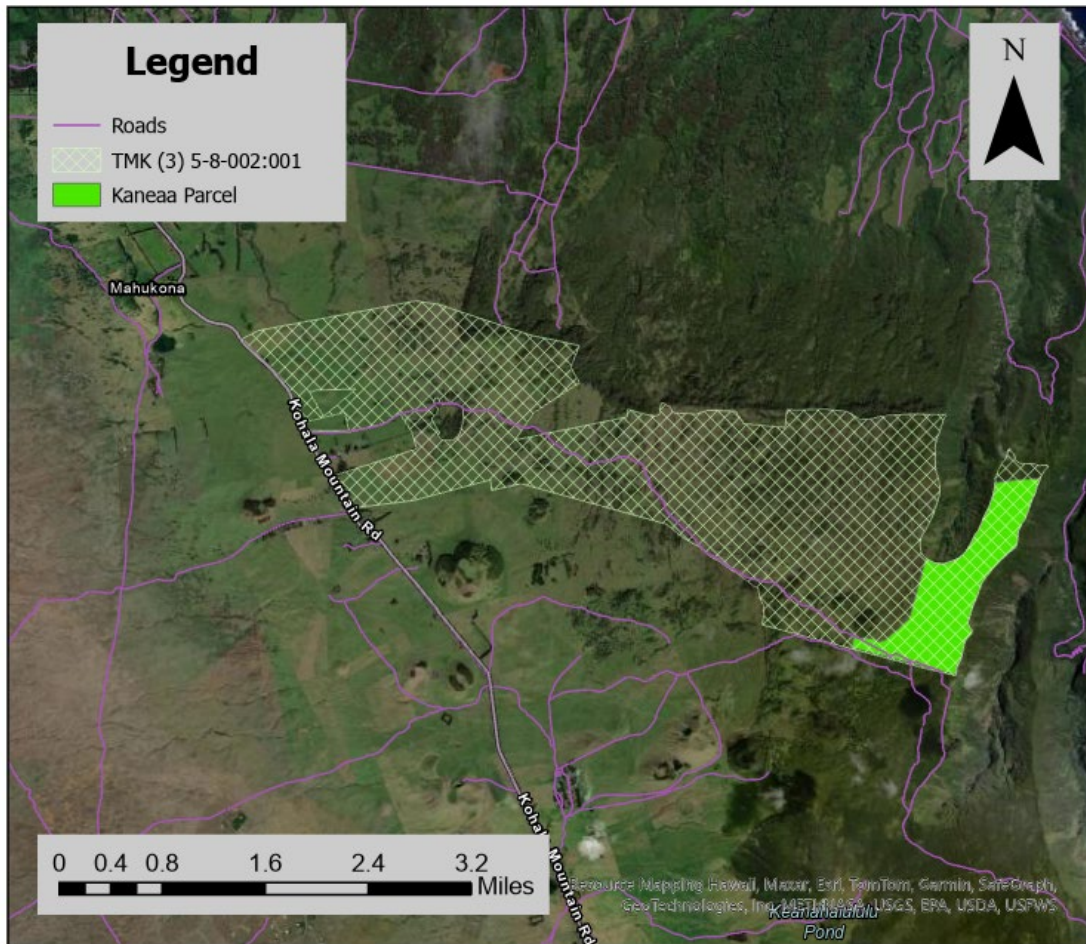 Legend
Roads
TMK (3) 5-8-002:001
Kaneaa Parcel
N
Mahukona
Kohala Mountain Rd
Kohala Mountain Rd
0 0.4 0.8 1.6 2.4 3.2
Miles
Resource Mapping Hawaii, Maxar, Esri, TomTom, Garmin, SafeGraph,
GeoTechnologies, Inc, METI/NASA, USGS, EPA, USDA, USFWS
Pond